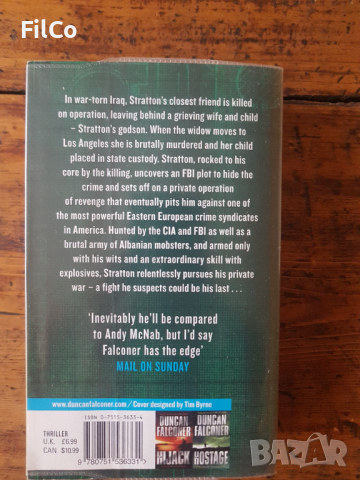 FilCo
In war-torn Iraq, Stratton's closest friend is killed
on operation, leaving behind a grieving wife and child
– Stratton's godson. When the widow moves to
Los Angeles she is brutally murdered and her child
placed in state custody. Stratton, rocked to his
core by the killing, uncovers an FBI plot to hide the
crime and sets off on a private operation
of revenge that eventually pits him against one of
the most powerful Eastern European crime syndicates
in America. Hunted by the CIA and FBI as well as a
brutal army of Albanian mobsters, and armed only
with his wits and an extraordinary skill with
explosives, Stratton relentlessly pursues his private
war – a fight he suspects could be his last . . .
'Inevitably he'll be compared
to Andy McNab, but I'd say
Falconer has the edge'
MAIL ON SUNDAY
www.duncanfalconer.com / Cover designed by Tim Byrne
THRILLER
U.K. £6.99
CAN $10.99
ISBN 0-7515-3633-4
9 780751 536331
DUNCAN
FALCONER
HIJACK
DUNCAN
FALCONER
HOSTAGE
bazar